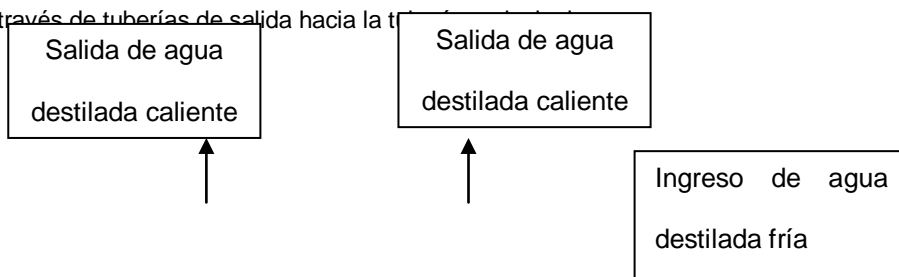 través de tuberías de salida hacia la
Salida de agua
destilada caliente
Salida de agua
destilada caliente
Ingreso de agua
destilada fría